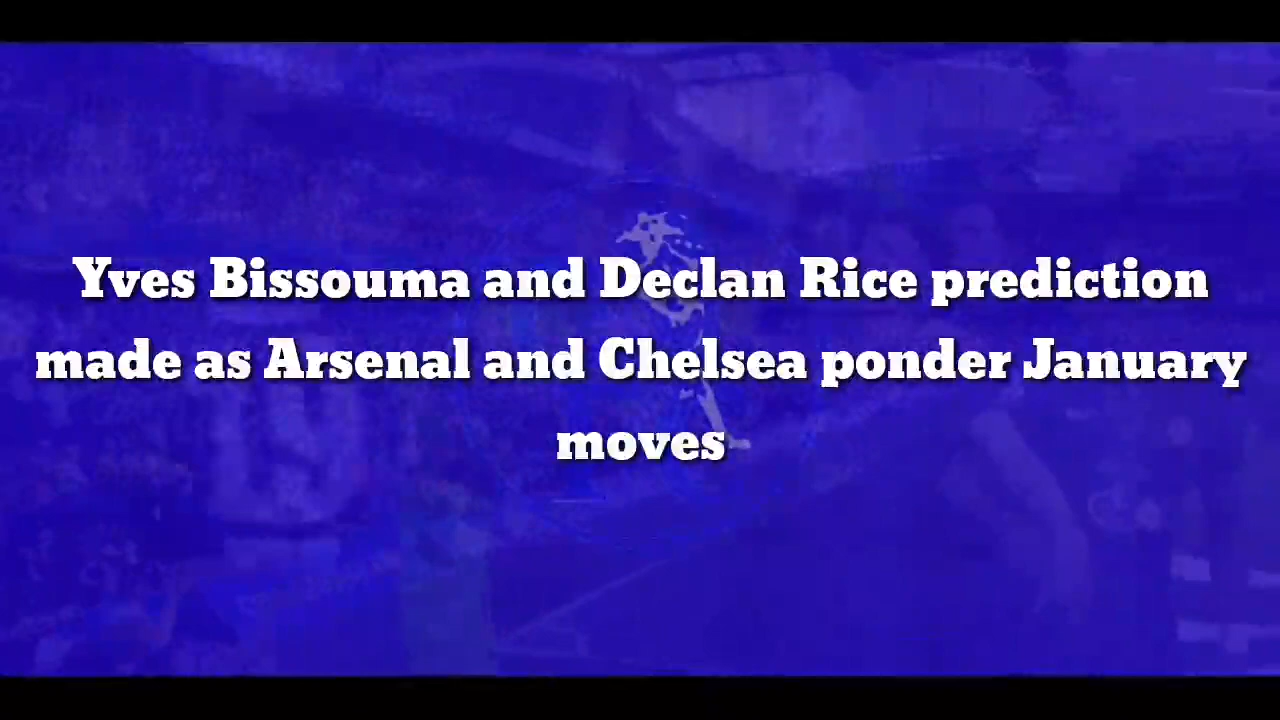 Yves Bissouma and Declan Rice prediction
made as Arsenal and Chelsea ponder January
moves